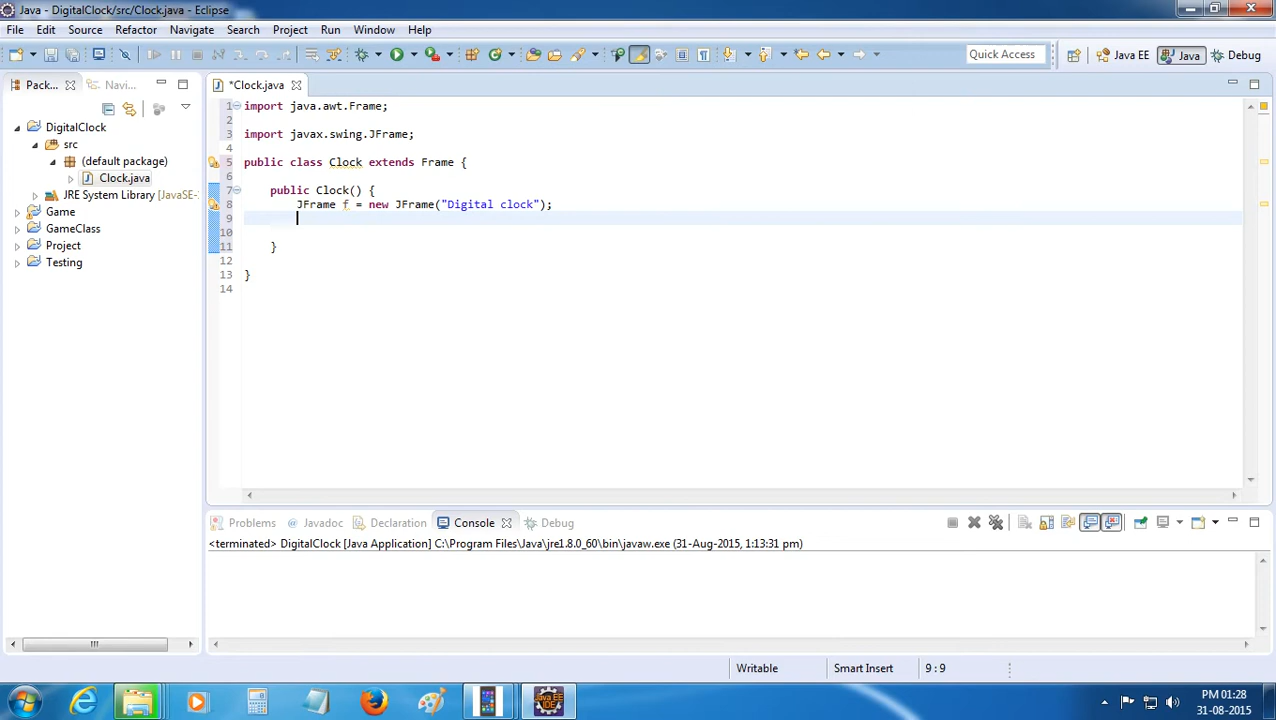 Java - DigitalClock/src/Clock.java - Eclipse
File Edit Source Refactor Navigate Search Project Run Window Help
Quick Access Java EE Java Debug
Pack... Navi... *Clock.java
DigitalClock
src
(default package)
Clock.java
JRE System Library [JavaSE-
Game
GameClass
Project
Testing
1 import java.awt.Frame;
2
3 import javax.swing.JFrame;
4
5 public class Clock extends Frame {
6
7 public Clock() {
8 JFrame f = new JFrame("Digital clock");
9
10
11 }
12
13 }
14
Problems @ Javadoc Declaration Console Debug
<terminated> DigitalClock [Java Application] C:\Program Files\Java\jre1.8.0_60\bin\javaw.exe (31-Aug-2015, 1:13:31 pm)
Writable Smart Insert 9 : 9
Java EE IDE
PM 01:28
31-08-2015